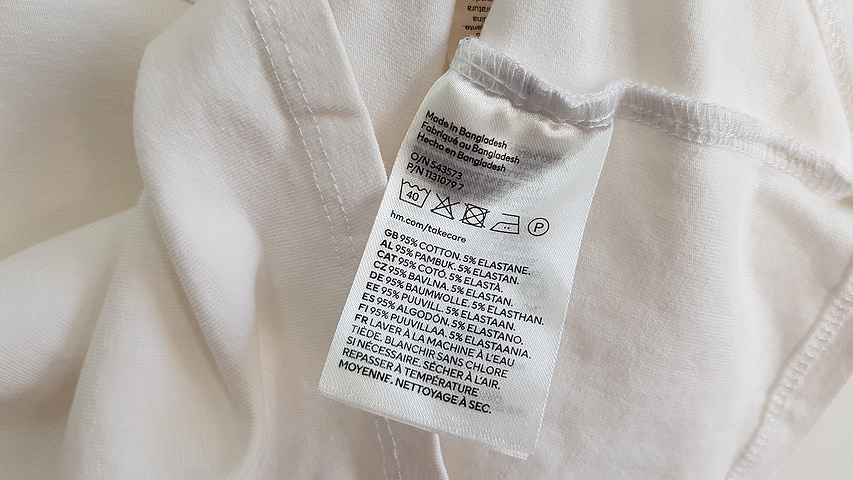 Made in Bangladesh
Fabriqué au Bangladesh
Hecho en Bangladesh
O/N 543573
P/N 11310797
40 P
hm.com/takecare
GB 95% COTTON. 5% ELASTANE.
AL 95% PAMBUK. 5% ELASTAN.
CAT 95% COTÓ. 5% ELASTÀ.
CZ 95% BAVLNA. 5% ELASTAN.
DE 95% BAUMWOLLE. 5% ELASTHAN.
EE 95% PUUVILL. 5% ELASTAAN.
ES 95% ALGODÓN. 5% ELASTANO.
FI 95% PUUVILLAA. 5% ELASTAANIA.
FR LAVER À LA MACHINE À L'EAU
TIÈDE. BLANCHIR SANS CHLORE
SI NÉCESSAIRE. SÉCHER À L'AIR.
REPASSER À TEMPÉRATURE
MOYENNE. NETTOYAGE À SEC.